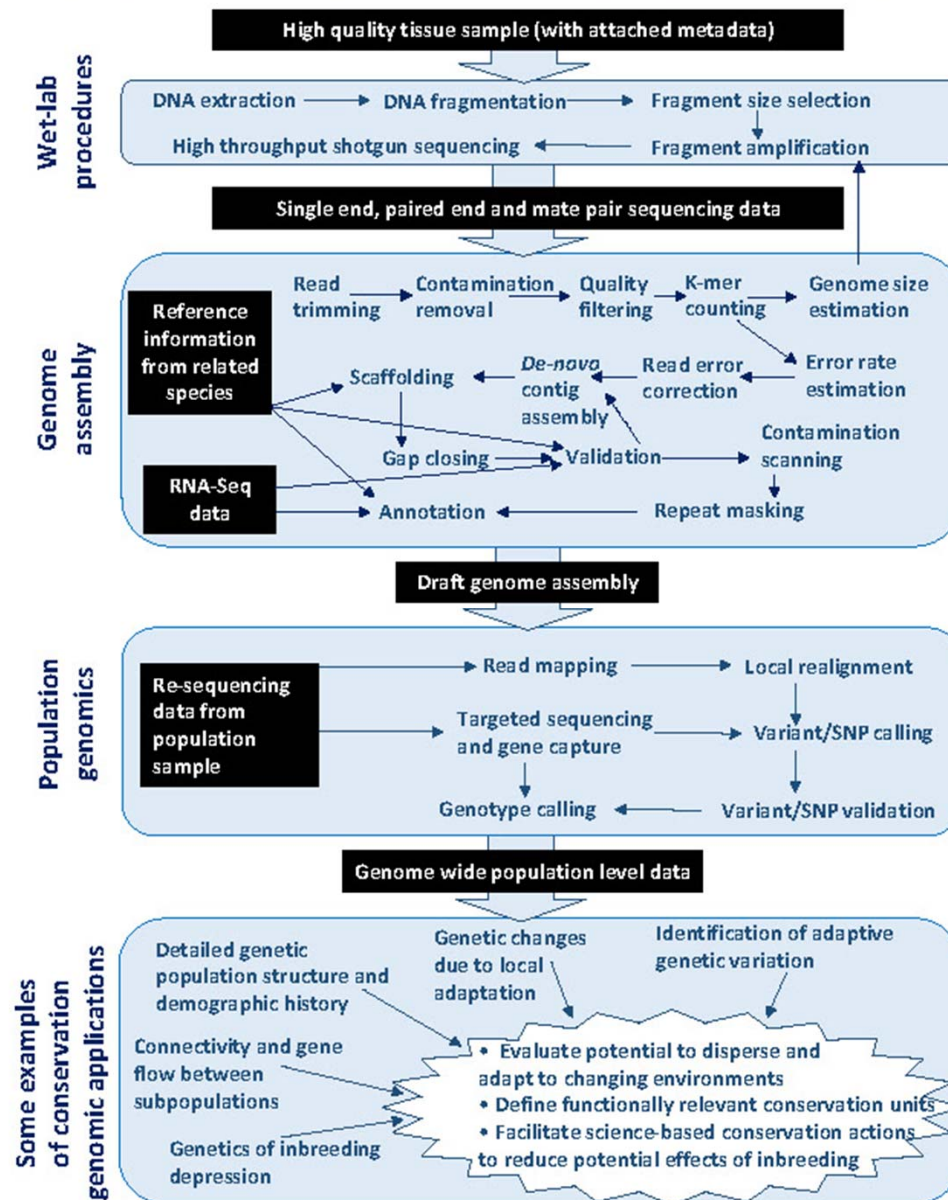 High quality tissue sample (with attached metadata)
Wet-lab
procedures
DNA extraction
DNA fragmentation
Fragment size selection
High throughput shotgun sequencing
Fragment amplification
Single end, paired end and mate pair sequencing data
Genome
assembly
Reference
information
from related
species
Read
trimming
Contamination
removal
Quality
filtering
K-mer
counting
Genome size
estimation
Scaffolding
De-novo
contig
assembly
Read error
correction
Error rate
estimation
Gap closing
Validation
Contamination
scanning
RNA-Seq
data
Annotation
Repeat masking
Draft genome assembly
Population
genomics
Re-sequencing
data from
population
sample
Read mapping
Local realignment
Targeted sequencing
and gene capture
Variant/SNP calling
Genotype calling
Variant/SNP validation
Genome wide population level data
Some examples
of conservation
genomic applications
Detailed genetic
population structure and
demographic history
Genetic changes
due to local
adaptation
Identification of adaptive
genetic variation
Connectivity and gene
flow between
subpopulations
Genetics of inbreeding
depression
• Evaluate potential to disperse and
adapt to changing environments
• Define functionally relevant conservation units
• Facilitate science-based conservation actions
to reduce potential effects of inbreeding